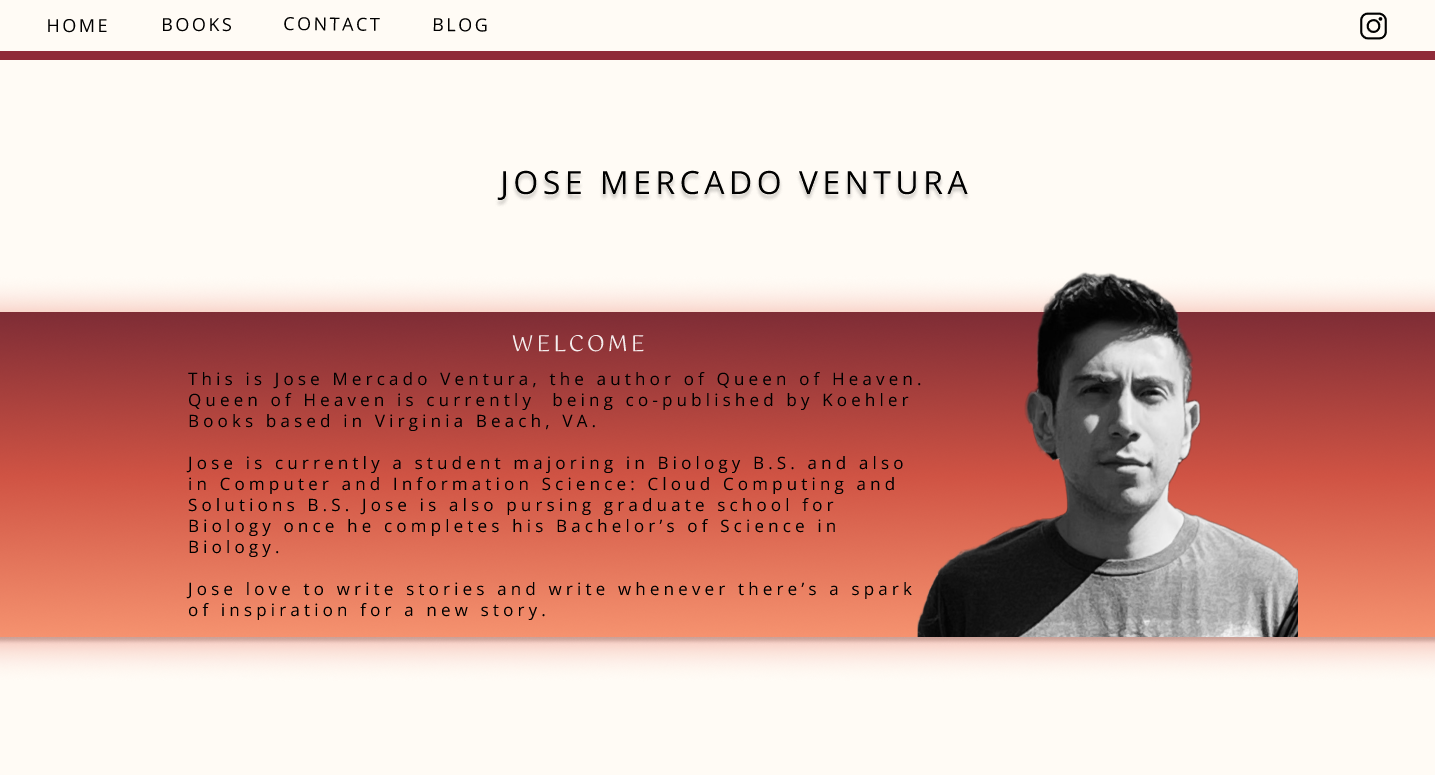 HOME BOOKS CONTACT BLOG
JOSE MERCADO VENTURA
WELCOME
This is Jose Mercado Ventura, the author of Queen of Heaven.
Queen of Heaven is currently  being co-published by Koehler
Books based in Virginia Beach, VA.
Jose is currently a student majoring in Biology B.S. and also
in Computer and Information Science: Cloud Computing and
Solutions B.S. Jose is also pursing graduate school for
Biology once he completes his Bachelor’s of Science in
Biology.
Jose love to write stories and write whenever there’s a spark
of inspiration for a new story.